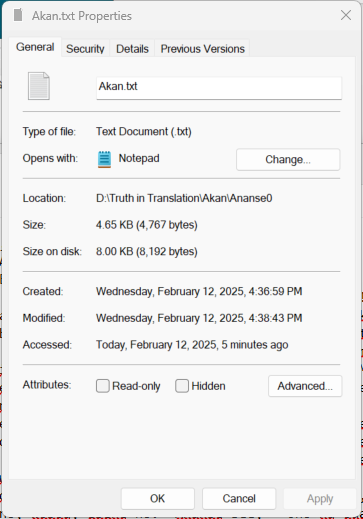 Akan.txt Properties
General Security Details Previous Versions
Akan.txt
Type of file: Text Document (.txt)
Opens with: Notepad Change...
Location: D:\Truth in Translation\Akan\Ananse0
Size: 4.65 KB (4,767 bytes)
Size on disk: 8.00 KB (8,192 bytes)
Created: Wednesday, February 12, 2025, 4:36:59 PM
Modified: Wednesday, February 12, 2025, 4:38:43 PM
Accessed: Today, February 12, 2025, 5 minutes ago
Attributes: Read-only Hidden Advanced...
OK Cancel Apply